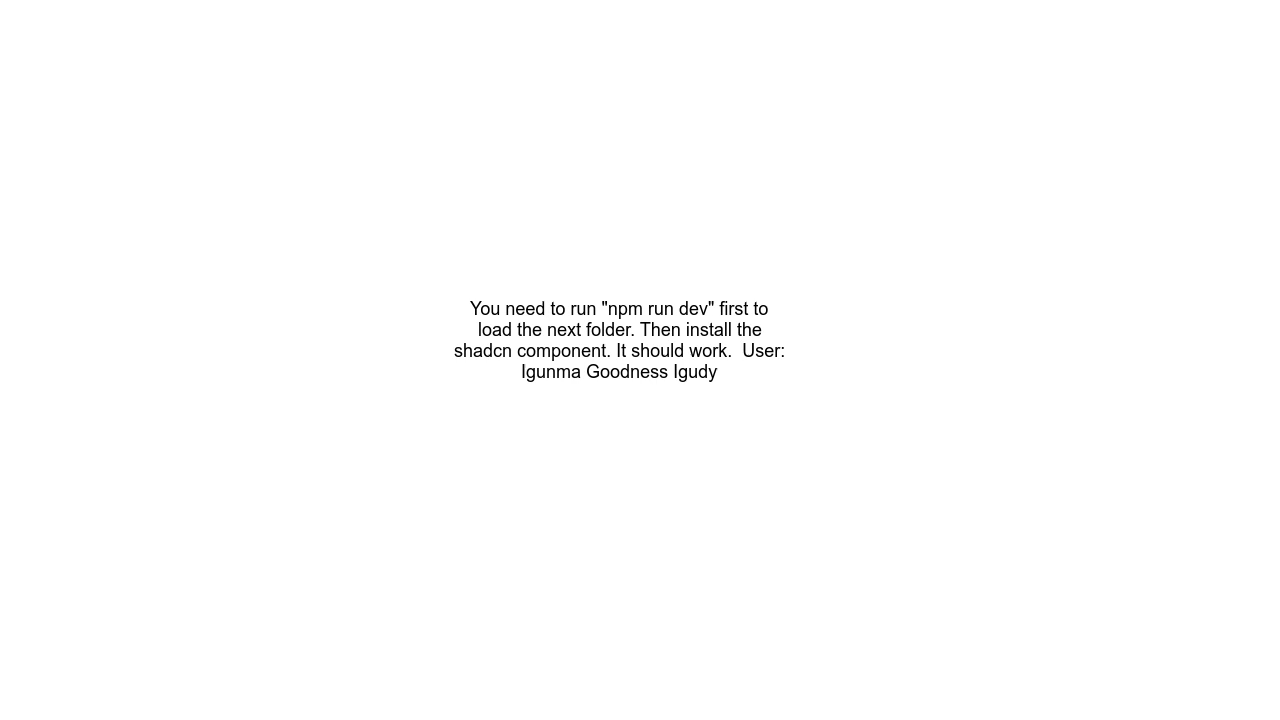 You need to run "npm run dev" first to
load the next folder. Then install the
shadcn component. It should work.  User:
Igunma Goodness Igudy